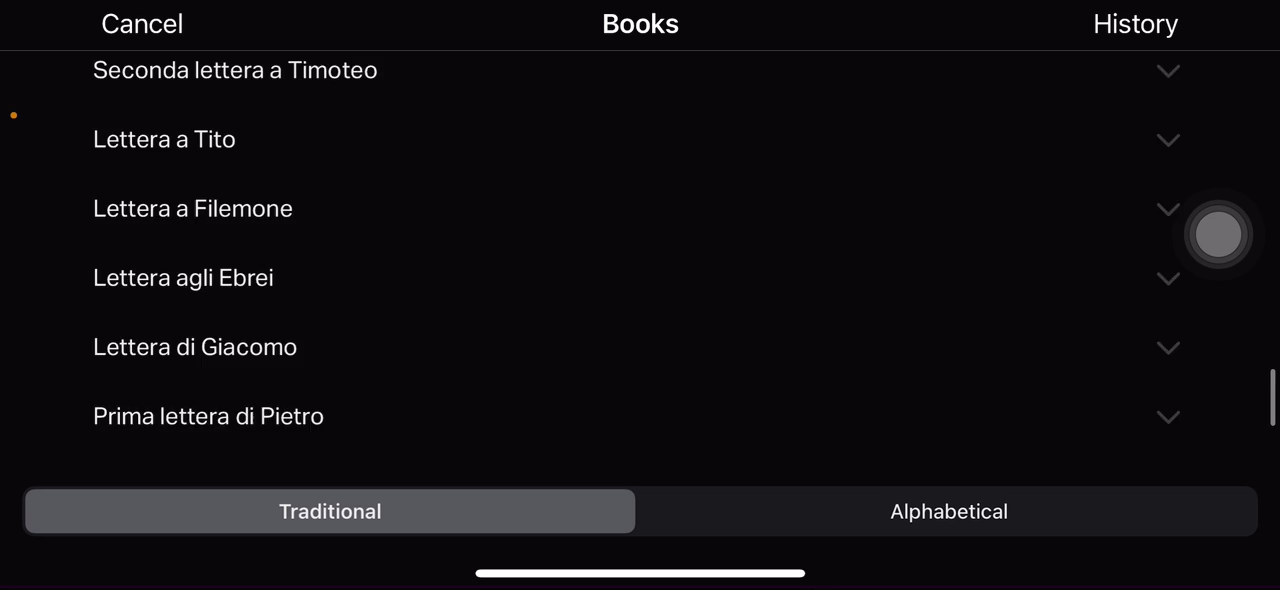 Cancel Books History
Seconda lettera a Timoteo
Lettera a Tito
Lettera a Filemone
Lettera agli Ebrei
Lettera di Giacomo
Prima lettera di Pietro
Traditional Alphabetical